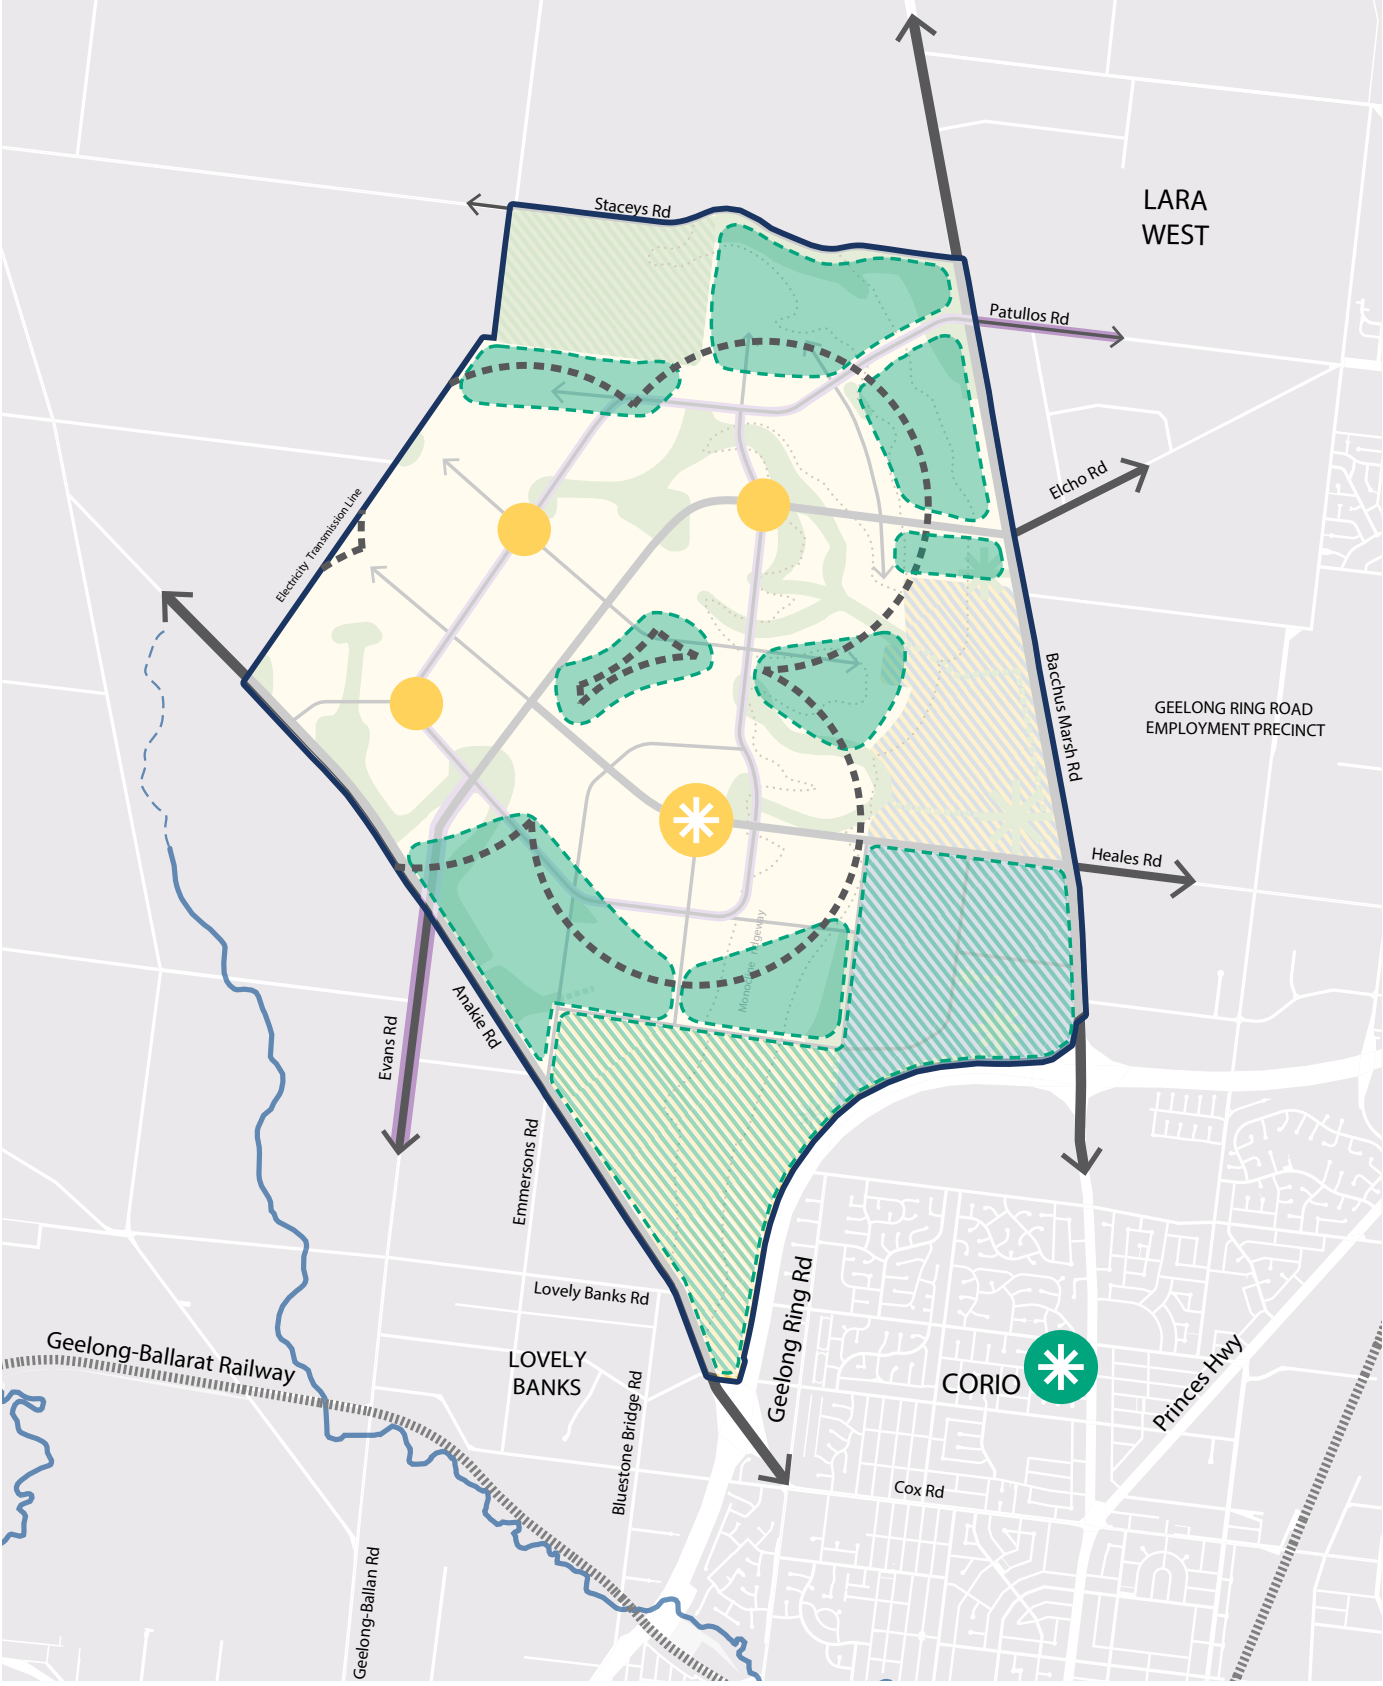 LARA
WEST
Staceys Rd
Patullos Rd
Elcho Rd
Electricity Transmission Line
Bacchus Marsh Rd
GEELONG RING ROAD
EMPLOYMENT PRECINCT
Heales Rd
Evans Rd
Anakie Rd
Emmersons Rd
Lovely Banks Rd
Geelong Ring Rd
Geelong-Ballarat Railway
LOVELY
BANKS
Bluestone Bridge Rd
CORIO
Princes Hwy
Cox Rd
Geelong-Ballan Rd